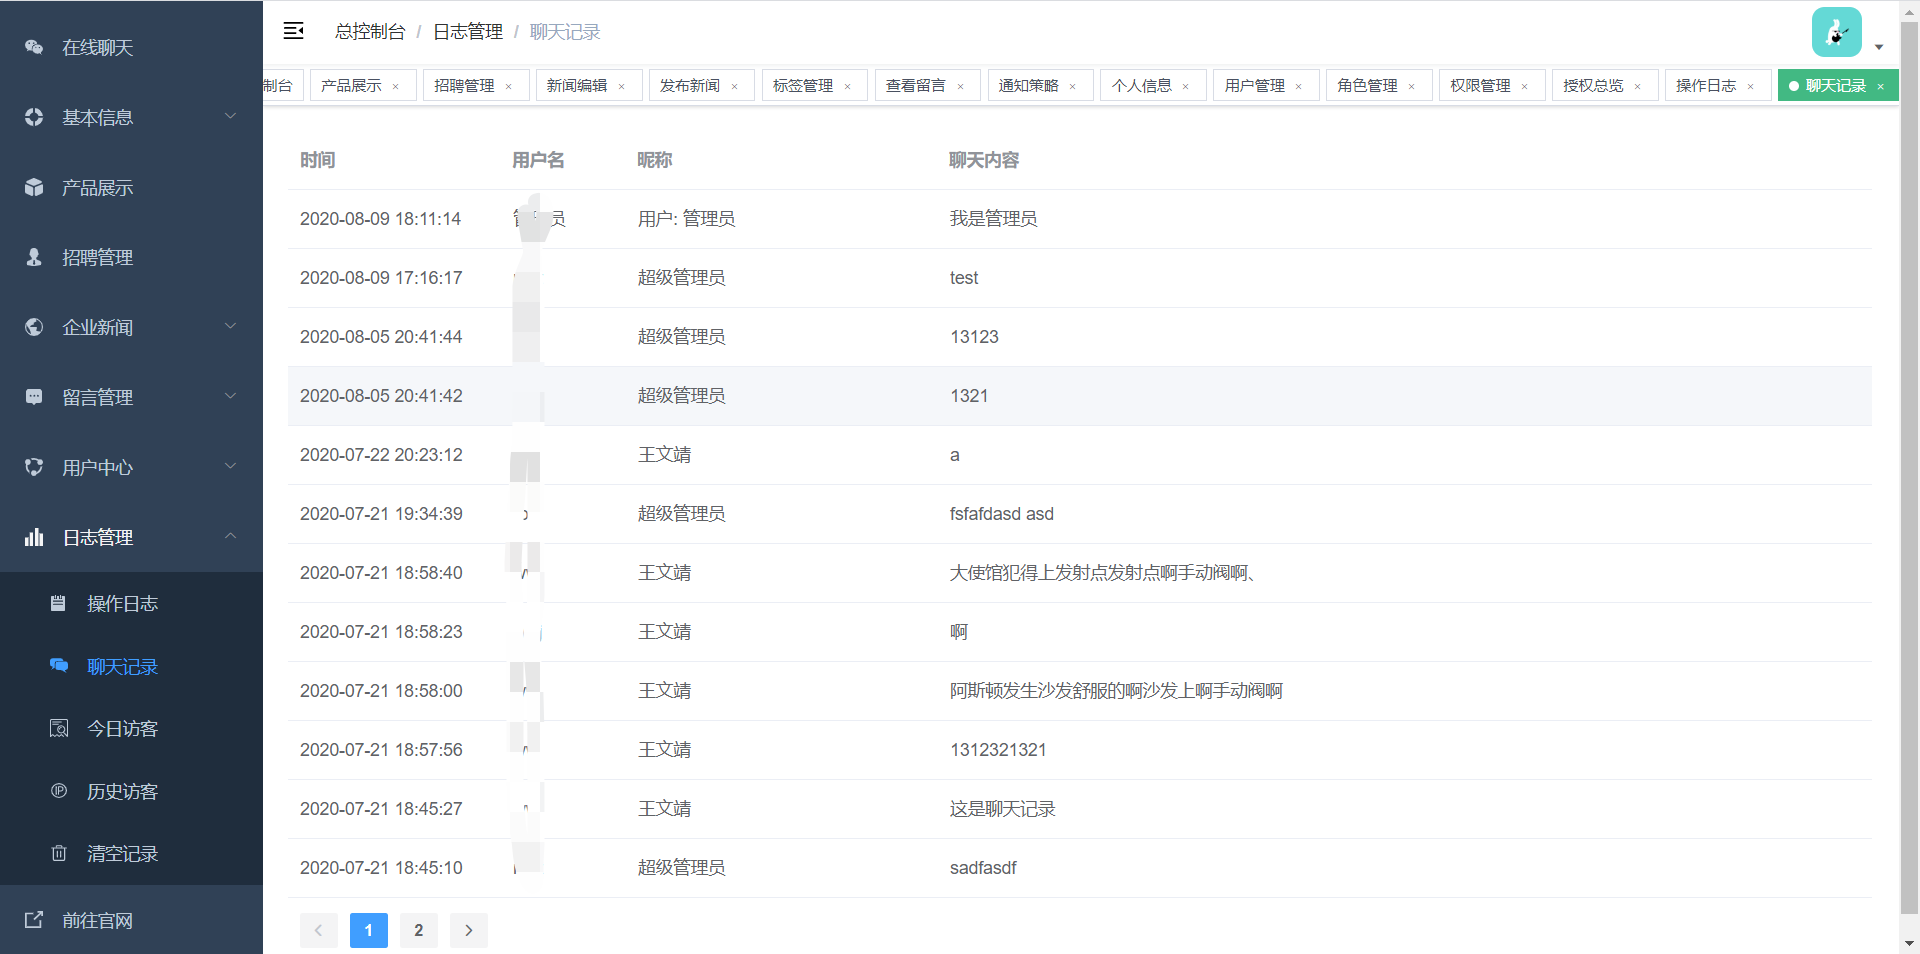 总控制台 / 日志管理 / 聊天记录
制台 产品展示 × 招聘管理 × 新闻编辑 × 发布新闻 × 标签管理 × 查看留言 × 通知策略 × 个人信息 × 用户管理 × 角色管理 × 权限管理 × 授权总览 × 操作日志 × 聊天记录 ×
在线聊天
基本信息
产品展示
招聘管理
企业新闻
留言管理
用户中心
日志管理
操作日志
聊天记录
今日访客
历史访客
清空记录
前往官网
时间 用户名 昵称 聊天内容
2020-08-09 18:11:14 用户: 管理员 我是管理员
2020-08-09 17:16:17 超级管理员 test
2020-08-05 20:41:44 超级管理员 13123
2020-08-05 20:41:42 超级管理员 1321
2020-07-22 20:23:12 王文靖 a
2020-07-21 19:34:39 超级管理员 fsfafdasd asd
2020-07-21 18:58:40 王文靖 大使馆犯得上发射点发射点啊手动阀啊、
2020-07-21 18:58:23 王文靖 啊
2020-07-21 18:58:00 王文靖 阿斯顿发生沙发舒服的啊沙发上啊手动阀啊
2020-07-21 18:57:56 王文靖 1312321321
2020-07-21 18:45:27 王文靖 这是聊天记录
2020-07-21 18:45:10 超级管理员 sadfasdf
1 2